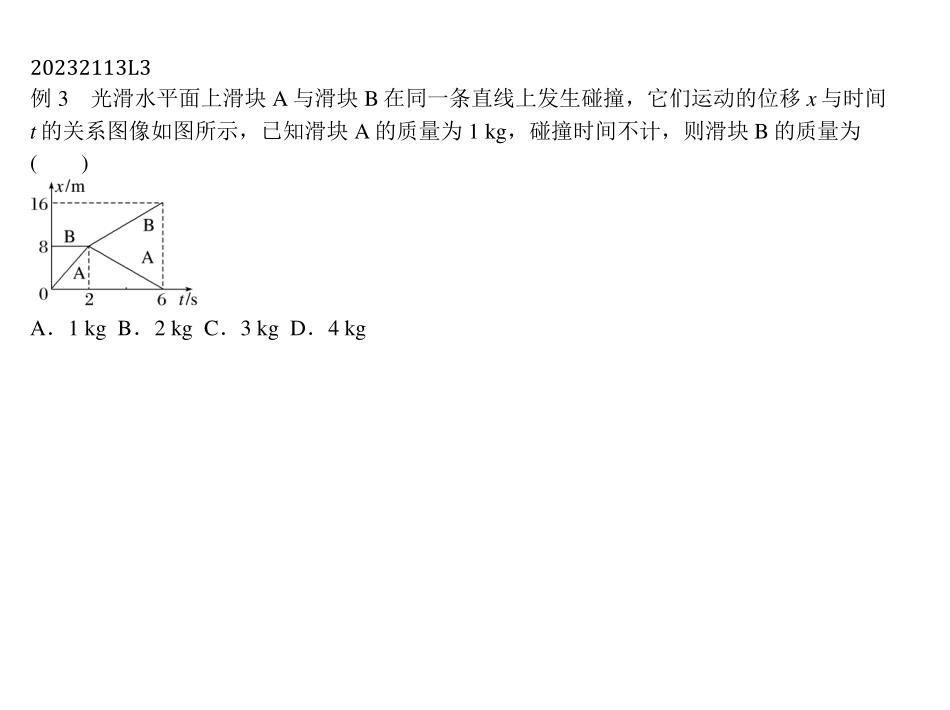 20232113L3
例 3　光滑水平面上滑块 A 与滑块 B 在同一条直线上发生碰撞，它们运动的位移 x 与时间
t 的关系图像如图所示，已知滑块 A 的质量为 1 kg，碰撞时间不计，则滑块 B 的质量为
(　　)
x/m
16
B
B
8
A
A
0
2
6
t/s
A．1 kg B．2 kg C．3 kg D．4 kg